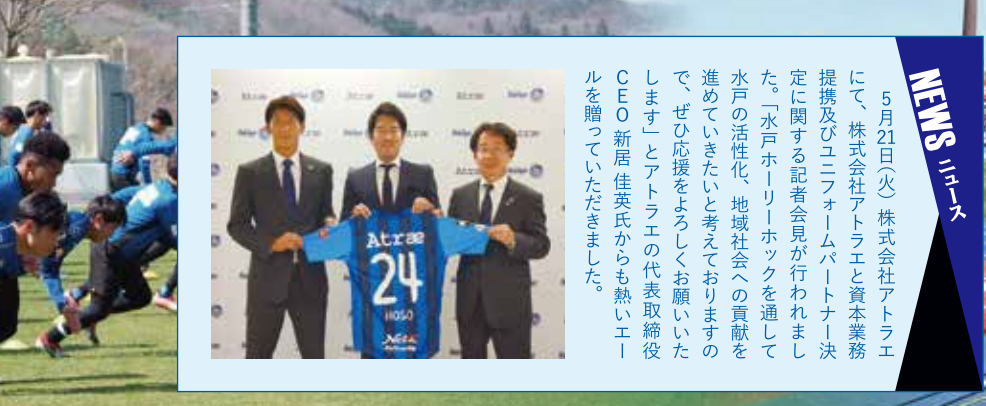 NEWS ニュース
５月21日（火）株式会社アトラエ
にて、株式会社アトラエと資本業務
提携及びユニフォームパートナー決
定に関する記者会見が行われまし
た。「水戸ホーリーホックを通して
水戸の活性化、地域社会への貢献を
進めていきたいと考えておりますの
で、ぜひ応援をよろしくお願いいた
します」とアトラエの代表取締役
CEO 新居 佳英氏からも熱いエー
ルを贈っていただきました。
Atrae
24